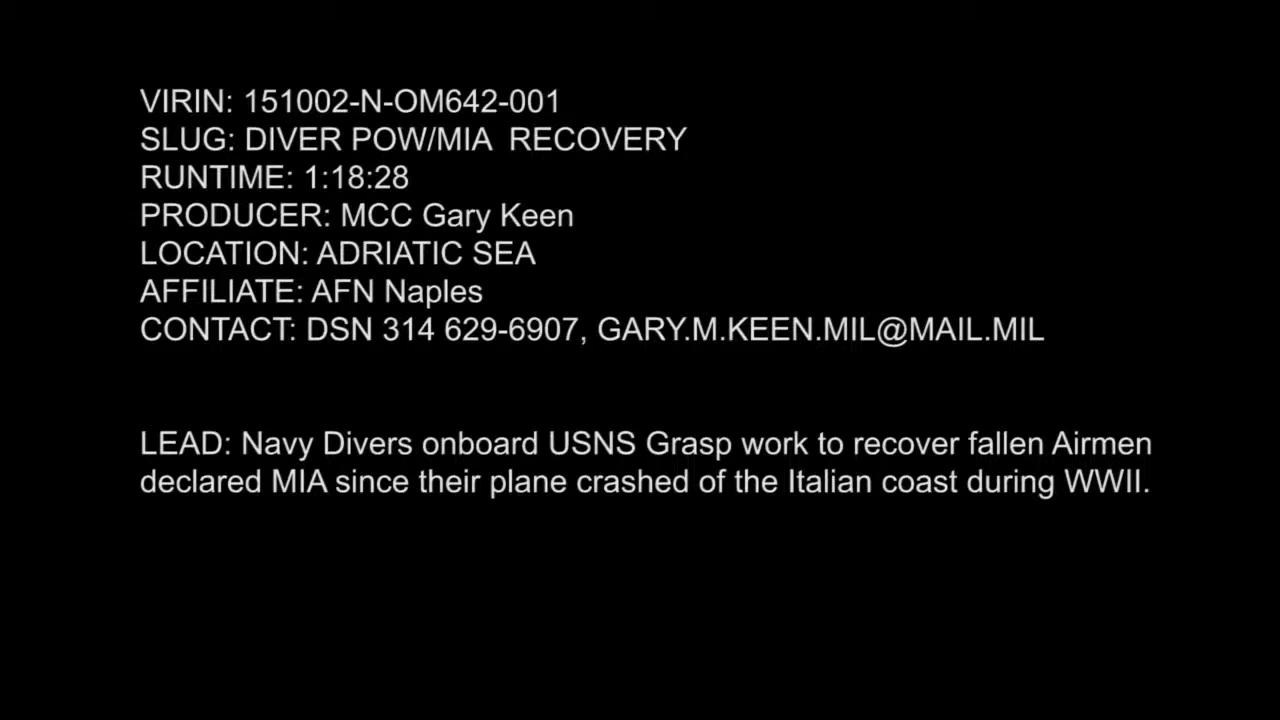 VIRIN: 151002-N-OM642-001
SLUG: DIVER POW/MIA  RECOVERY
RUNTIME: 1:18:28
PRODUCER: MCC Gary Keen
LOCATION: ADRIATIC SEA
AFFILIATE: AFN Naples
CONTACT: DSN 314 629-6907, GARY.M.KEEN.MIL@MAIL.MIL
LEAD: Navy Divers onboard USNS Grasp work to recover fallen Airmen
declared MIA since their plane crashed of the Italian coast during WWII.